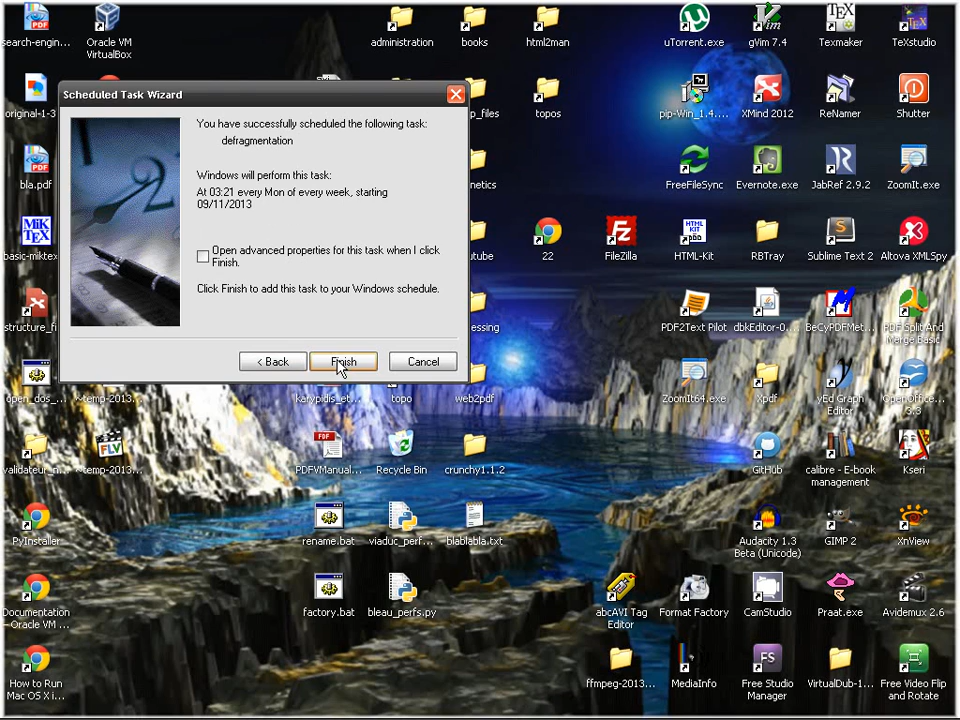 search-engin...
Oracle VM
VirtualBox
administration
books
html2man
uTorrent.exe
gVim 7.4
Texmaker
TeXstudio
Scheduled Task Wizard
You have successfully scheduled the following task:
defragmentation
Windows will perform this task:
At 03:21 every Mon of every week, starting
09/11/2013
Open advanced properties for this task when I click
Finish.
Click Finish to add this task to your Windows schedule.
< Back
Finish
Cancel
original-1-3
p_files
topos
pip-Win_1.4....
XMind 2012
ReNamer
Shutter
bla.pdf
netics
FreeFileSync
Evernote.exe
JabRef 2.9.2
ZoomIt.exe
basic-miktex
utube
22
FileZilla
HTML-Kit
RBTray
Sublime Text 2
Altova XMLSpy
structure_fi
essing
PDF2Text Pilot
dbkEditor-0....
BeCyPDFMet...
PDF Split And
Merge Basic
open_dos_...
~temp-2013...
karypidis_et...
topo
web2pdf
ZoomIt64.exe
Xpdf
yEd Graph
Editor
OpenOffice....
3.3
validateur_n...
~temp-2013...
PDFVManual...
Recycle Bin
crunchy1.1.2
GitHub
calibre - E-book
management
Kseri
PyInstaller
rename.bat
viaduc_perf...
blablabla.txt
Audacity 1.3
Beta (Unicode)
GIMP 2
XnView
Documentation
– Oracle VM ...
factory.bat
bleau_perfs.py
abcAVI Tag
Editor
Format Factory
CamStudio
Praat.exe
Avidemux 2.6
How to Run
Mac OS X i...
ffmpeg-2013...
MediaInfo
Free Studio
Manager
VirtualDub-1...
Free Video Flip
and Rotate